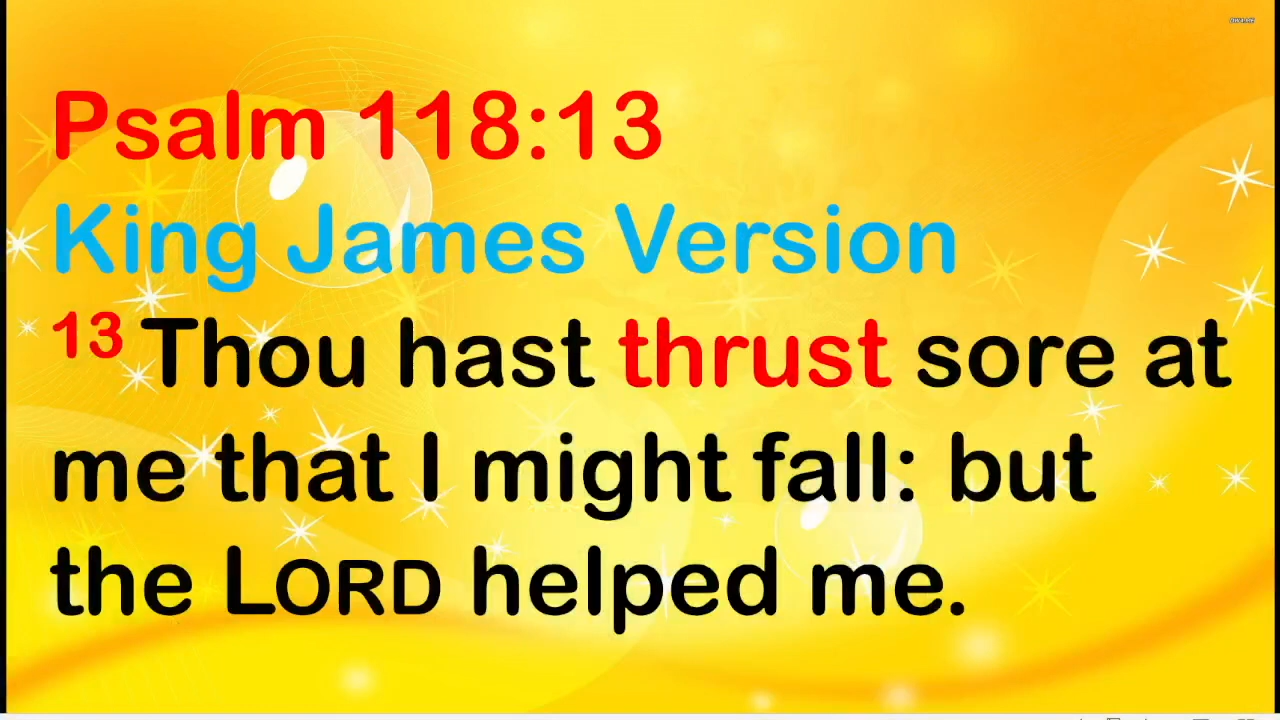 Psalm 118:13
King James Version
13 Thou hast thrust sore at
me that I might fall: but
the LORD helped me.